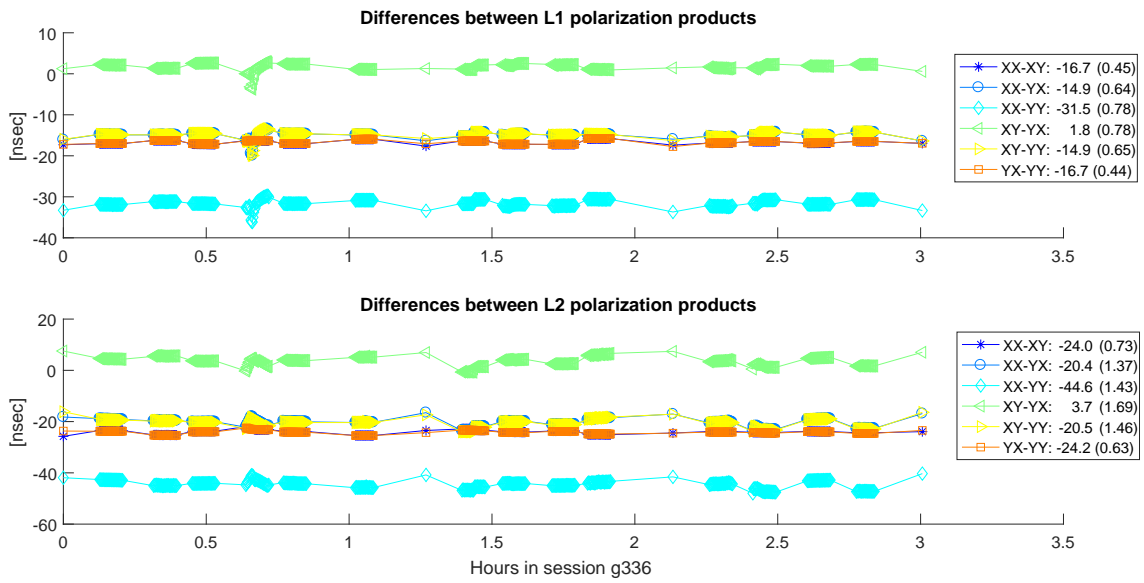 Differences between L1 polarization products
10
0
-10
-20
-30
-40
[nsec]
0 0.5 1 1.5 2 2.5 3 3.5
XX-XY: -16.7 (0.45)
XX-YX: -14.9 (0.64)
XX-YY: -31.5 (0.78)
XY-YX: 1.8 (0.78)
XY-YY: -14.9 (0.65)
YX-YY: -16.7 (0.44)
Differences between L2 polarization products
20
0
-20
-40
-60
[nsec]
0 0.5 1 1.5 2 2.5 3 3.5
Hours in session g336
XX-XY: -24.0 (0.73)
XX-YX: -20.4 (1.37)
XX-YY: -44.6 (1.43)
XY-YX: 3.7 (1.69)
XY-YY: -20.5 (1.46)
YX-YY: -24.2 (0.63)